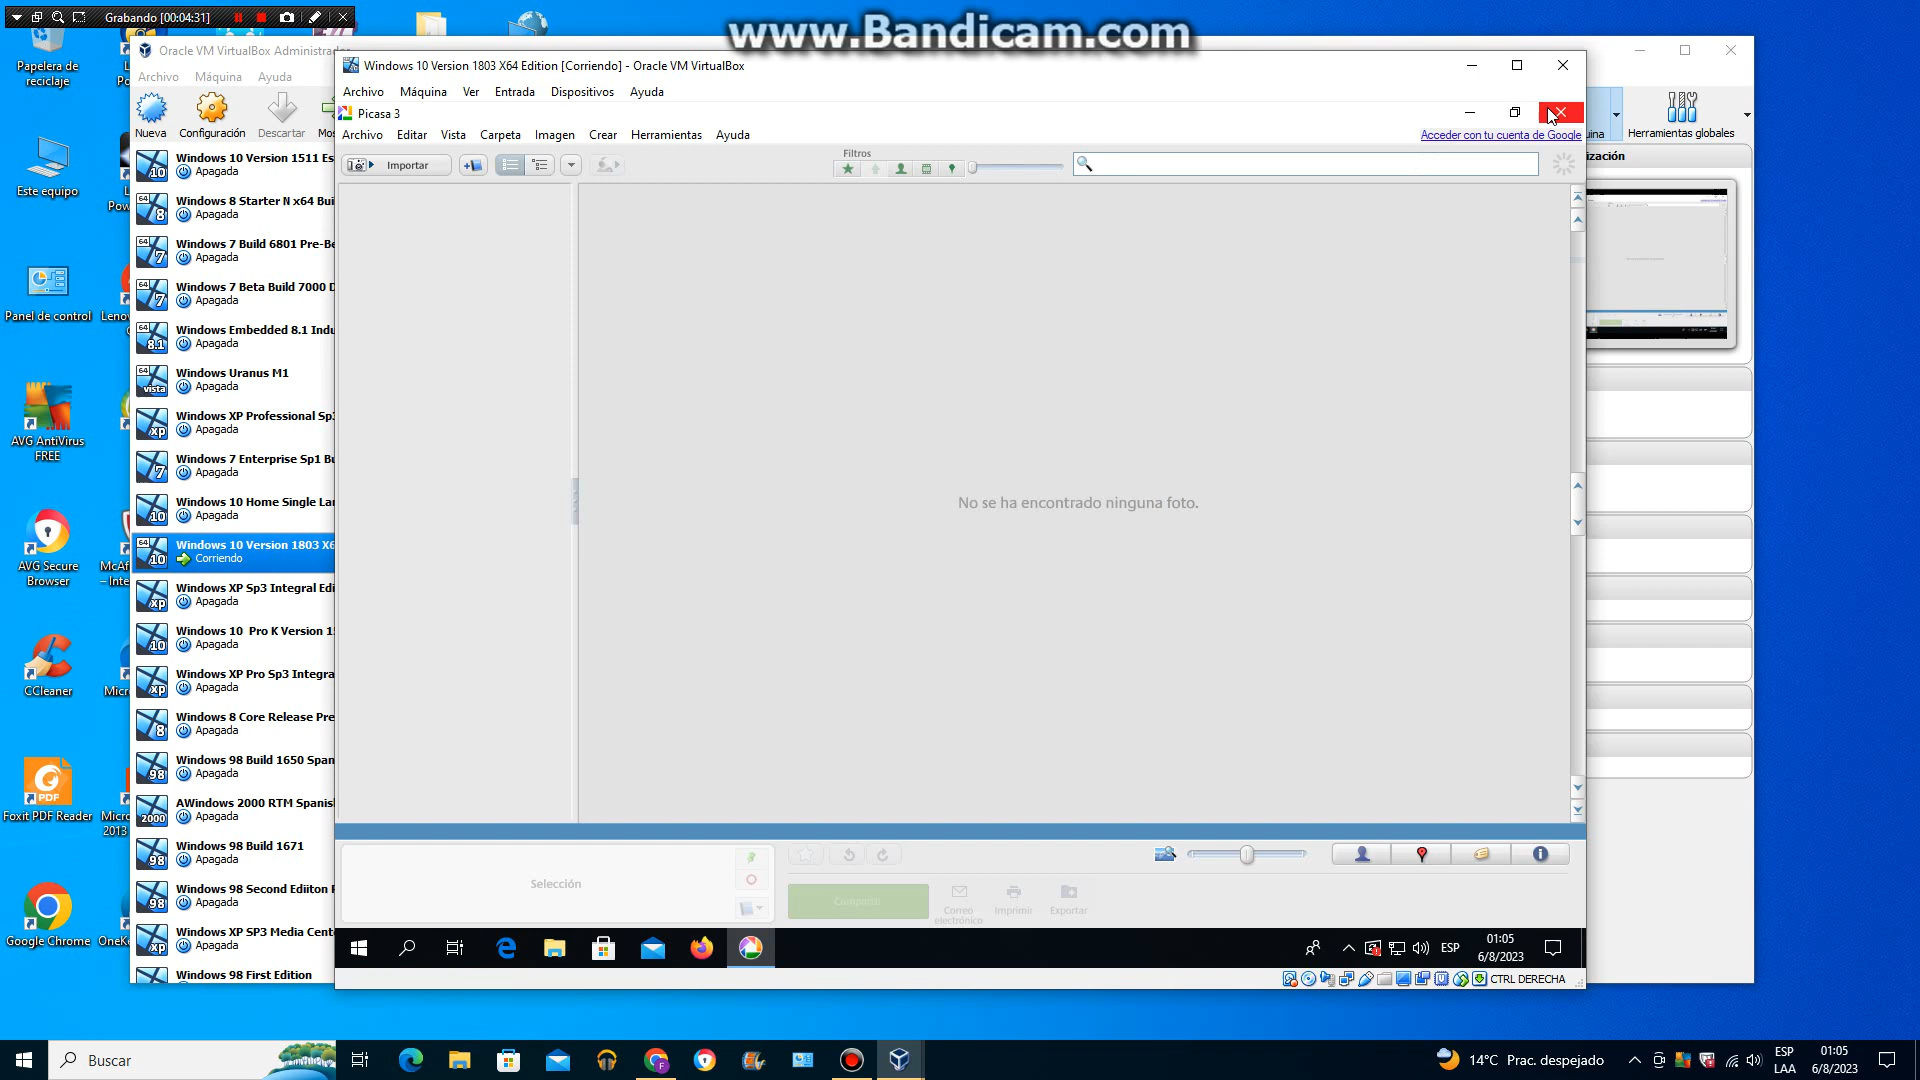 Grabando [00:04:31]
www.Bandicam.com
Papelera de
reciclaje
Este equipo
Panel de control
AVG AntiVirus
FREE
AVG Secure
Browser
CCleaner
Foxit PDF Reader
Google Chrome
Oracle VM VirtualBox Administrad
Archivo Máquina Ayuda
Nueva Configuración Descartar
Herramientas globales
Windows 10 Version 1511 Es
Apagada
Windows 8 Starter N x64 Bui
Apagada
Windows 7 Build 6801 Pre-Be
Apagada
Windows 7 Beta Build 7000 D
Apagada
Windows Embedded 8.1 Indu
Apagada
Windows Uranus M1
Apagada
Windows XP Professional Sp3
Apagada
Windows 7 Enterprise Sp1 Bu
Apagada
Windows 10 Home Single Lan
Apagada
Windows 10 Version 1803 X6
Corriendo
Windows XP Sp3 Integral Edi
Apagada
Windows 10 Pro K Version 1
Apagada
Windows XP Pro Sp3 Integra
Apagada
Windows 8 Core Release Pre
Apagada
Windows 98 Build 1650 Span
Apagada
AWindows 2000 RTM Spanis
Apagada
Windows 98 Build 1671
Apagada
Windows 98 Second Ediiton
Apagada
Windows XP SP3 Media Cent
Apagada
Windows 98 First Edition
Windows 10 Version 1803 X64 Edition [Corriendo] - Oracle VM VirtualBox
Archivo Máquina Ver Entrada Dispositivos Ayuda
Picasa 3
Archivo Editar Vista Carpeta Imagen Crear Herramientas Ayuda
Acceder con tu cuenta de Google
Importar
Filtros
No se ha encontrado ninguna foto.
Selección
Compartir
Correo
electrónico
Imprimir
Exportar
ESP
01:05
6/8/2023
CTRL DERECHA
Buscar
14°C Prac. despejado
ESP
LAA
01:05
6/8/2023